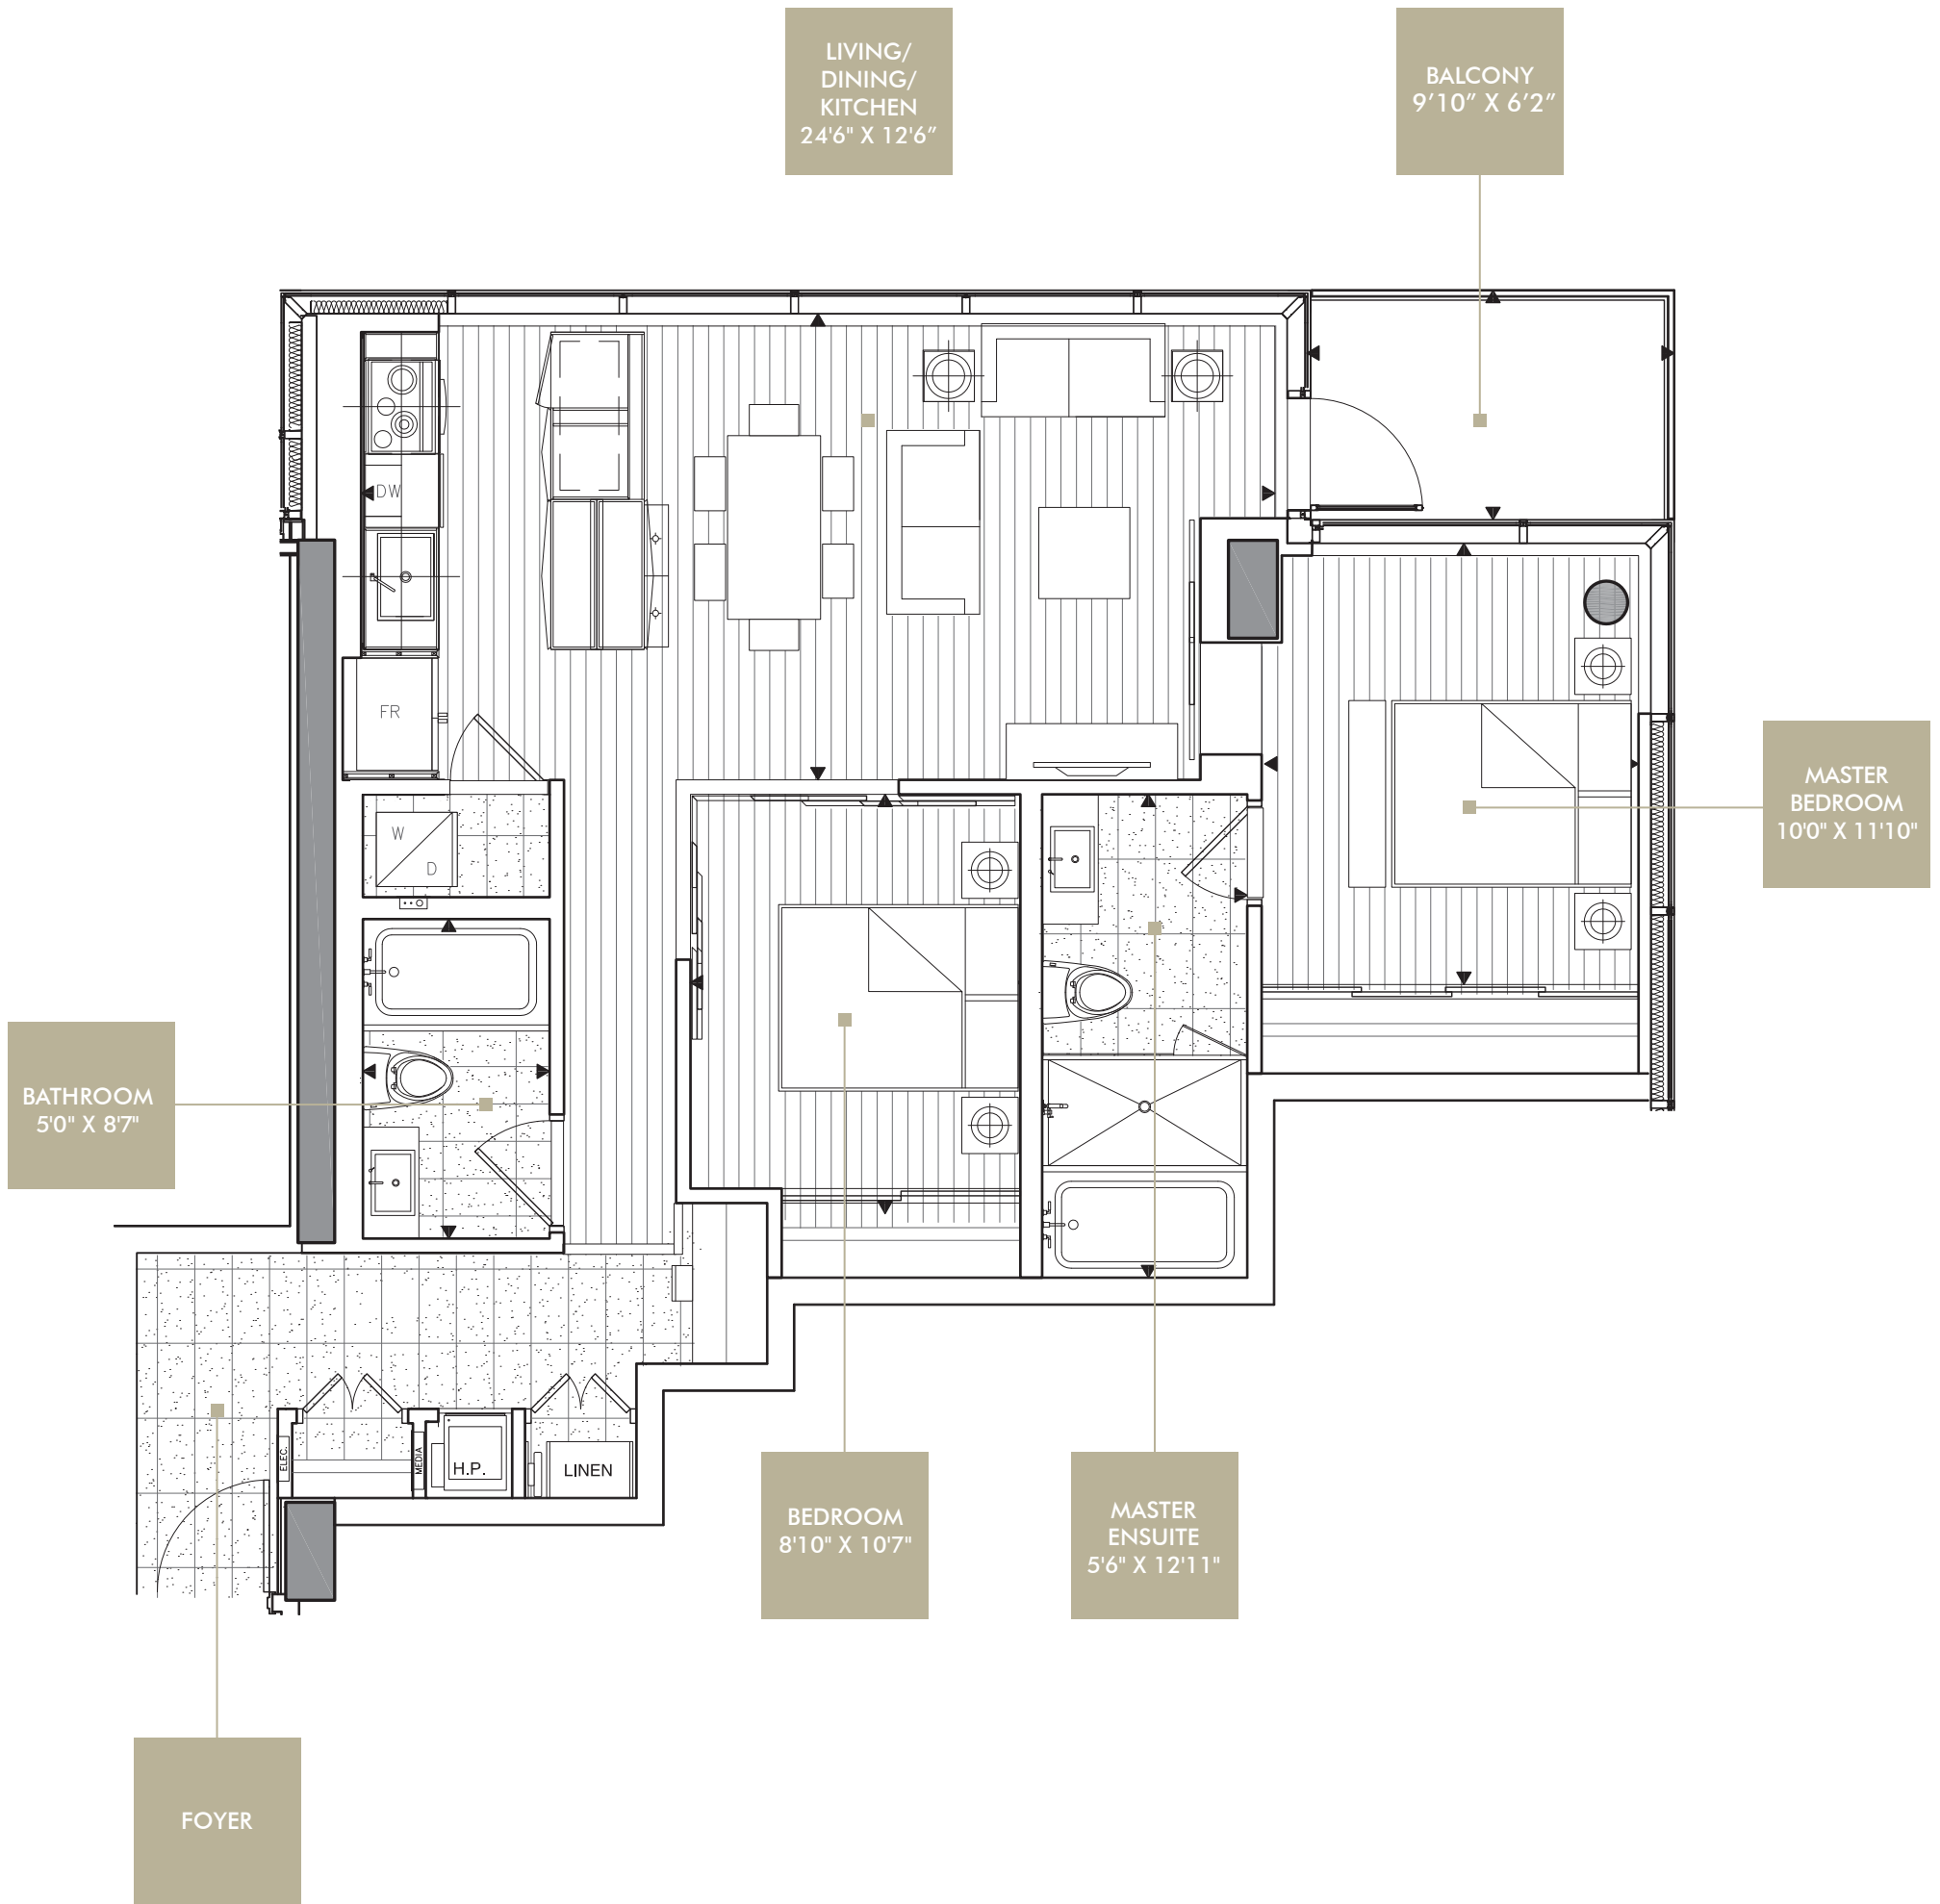 LIVING/
DINING/
KITCHEN
24'6" X 12'6”
BALCONY
9’10” X 6’2”
DW
FR
MASTER
BEDROOM
10'0" X 11'10"
W
D
BATHROOM
5'0" X 8'7"
ELEC.
MEDIA
H.P.
LINEN
BEDROOM
8'10" X 10'7"
MASTER
ENSUITE
5'6" X 12'11"
FOYER